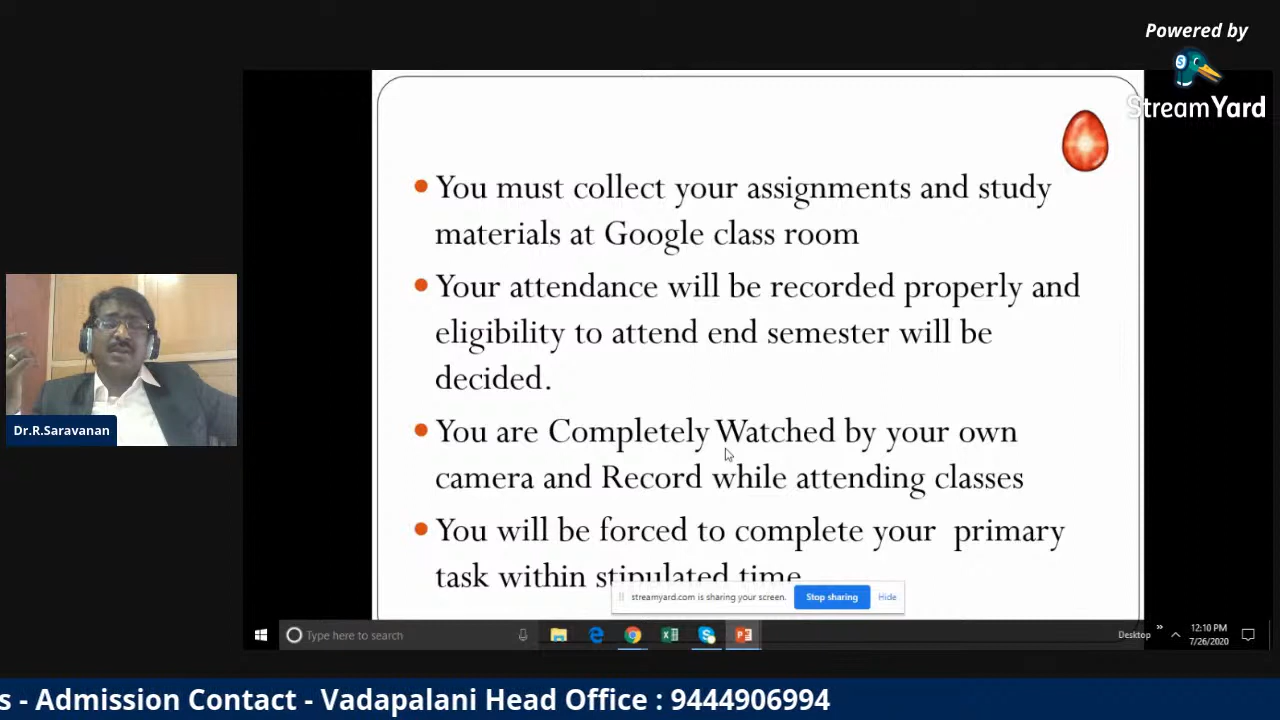 Powered by
StreamYard
You must collect your assignments and study
materials at Google class room
Your attendance will be recorded properly and
eligibility to attend end semester will be
decided.
You are Completely Watched by your own
camera and Record while attending classes
You will be forced to complete your primary
task within stipulated time
Dr.R.Saravanan
streamyard.com is sharing your screen.
Stop sharing
Hide
Type here to search
Desktop
12:10 PM
7/26/2020
s - Admission Contact - Vadapalani Head Office : 9444906994